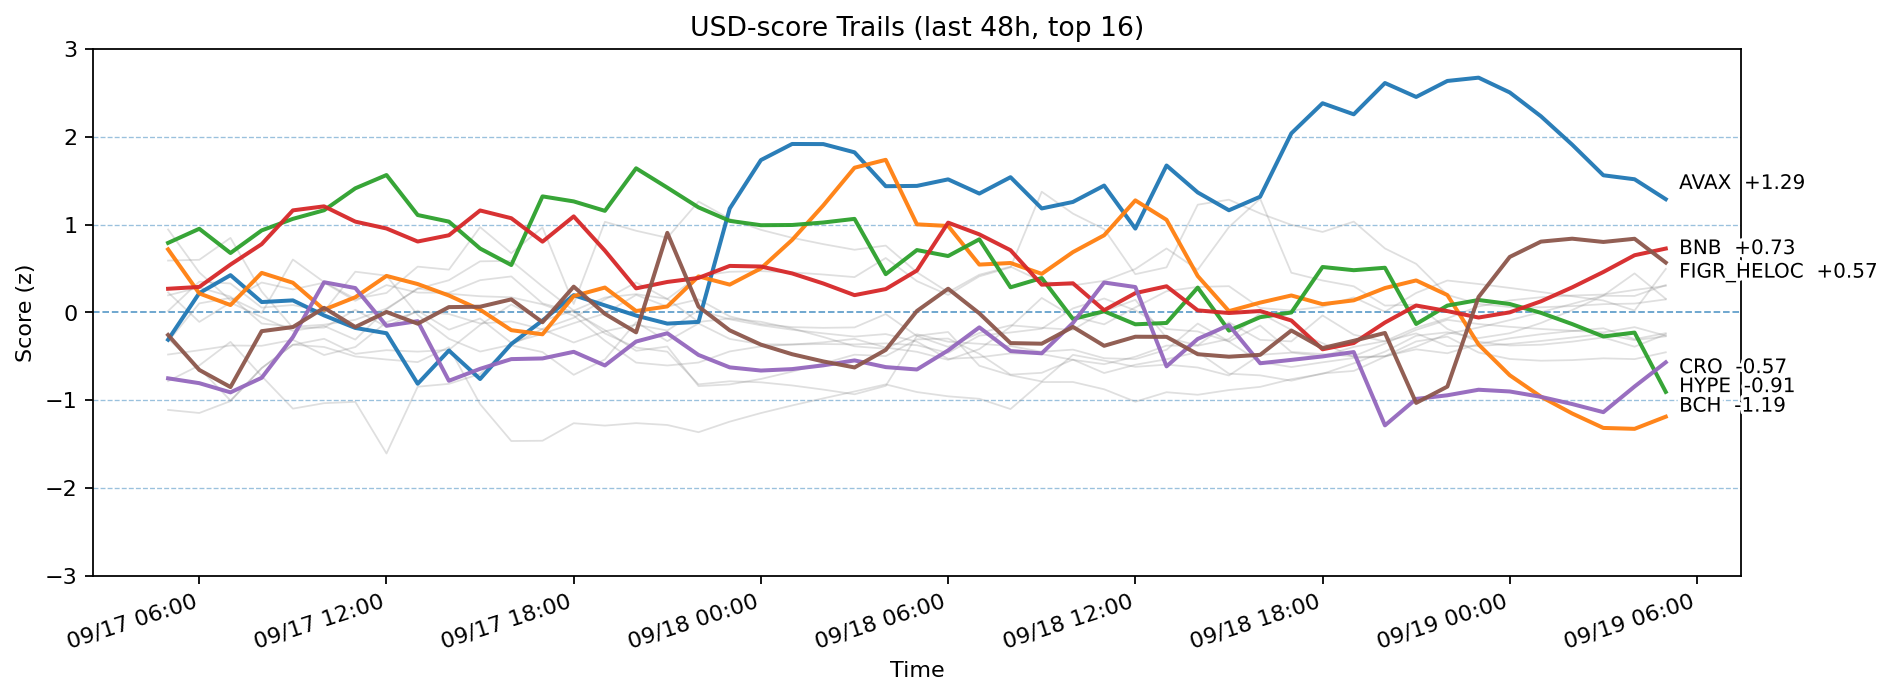 USD-score Trails (last 48h, top 16)
Score (z)
3
2
1
0
−1
−2
−3
AVAX +1.29
BNB +0.73
FIGR_HELOC +0.57
CRO -0.57
HYPE -0.91
BCH -1.19
09/17 06:00
09/17 12:00
09/17 18:00
09/18 00:00
09/18 06:00
09/18 12:00
09/18 18:00
09/19 00:00
09/19 06:00
Time